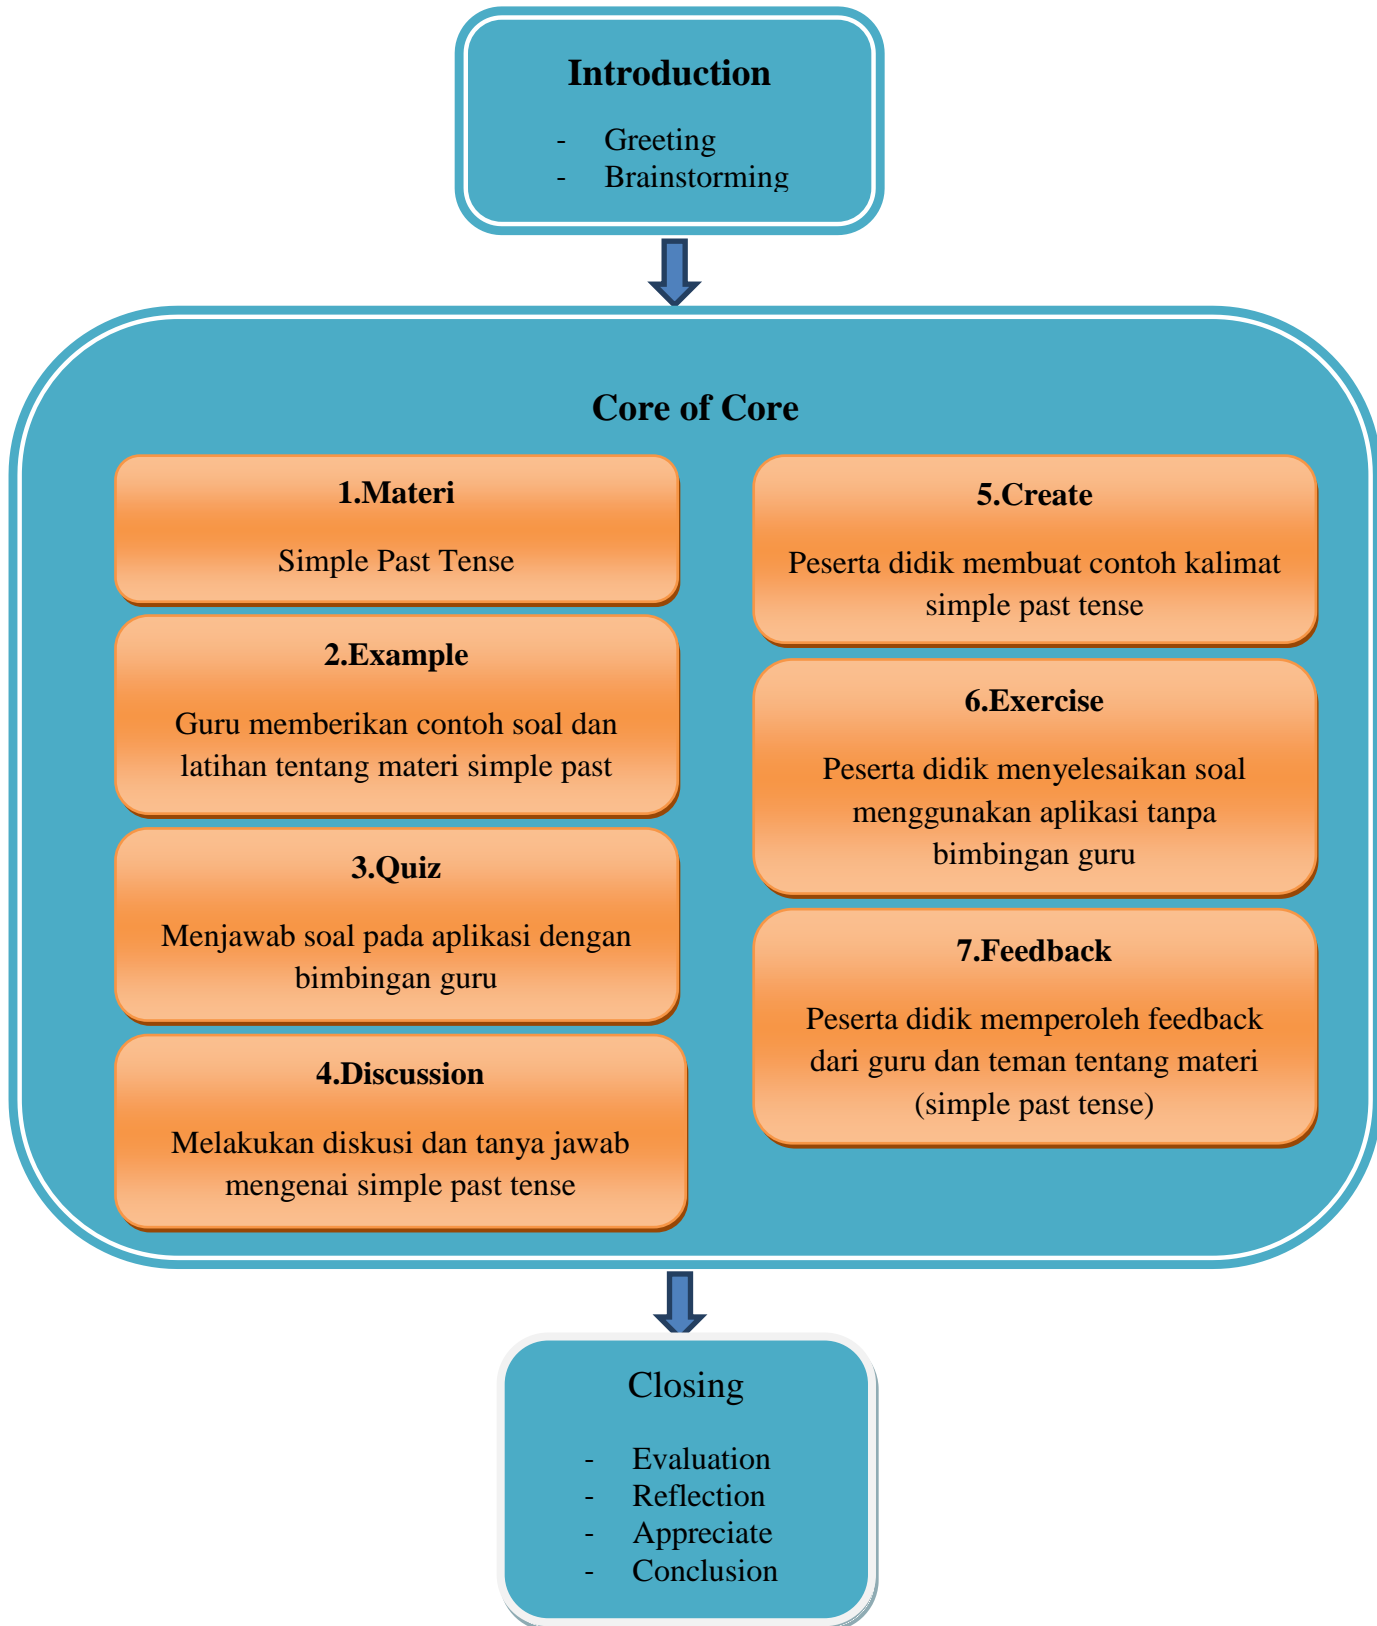 Introduction
- Greeting
- Brainstorming
Core of Core
1.Materi
Simple Past Tense
2.Example
Guru memberikan contoh soal dan
latihan tentang materi simple past
3.Quiz
Menjawab soal pada aplikasi dengan
bimbingan guru
4.Discussion
Melakukan diskusi dan tanya jawab
mengenai simple past tense
5.Create
Peserta didik membuat contoh kalimat
simple past tense
6.Exercise
Peserta didik menyelesaikan soal
menggunakan aplikasi tanpa
bimbingan guru
7.Feedback
Peserta didik memperoleh feedback
dari guru dan teman tentang materi
(simple past tense)
Closing
- Evaluation
- Reflection
- Appreciate
- Conclusion